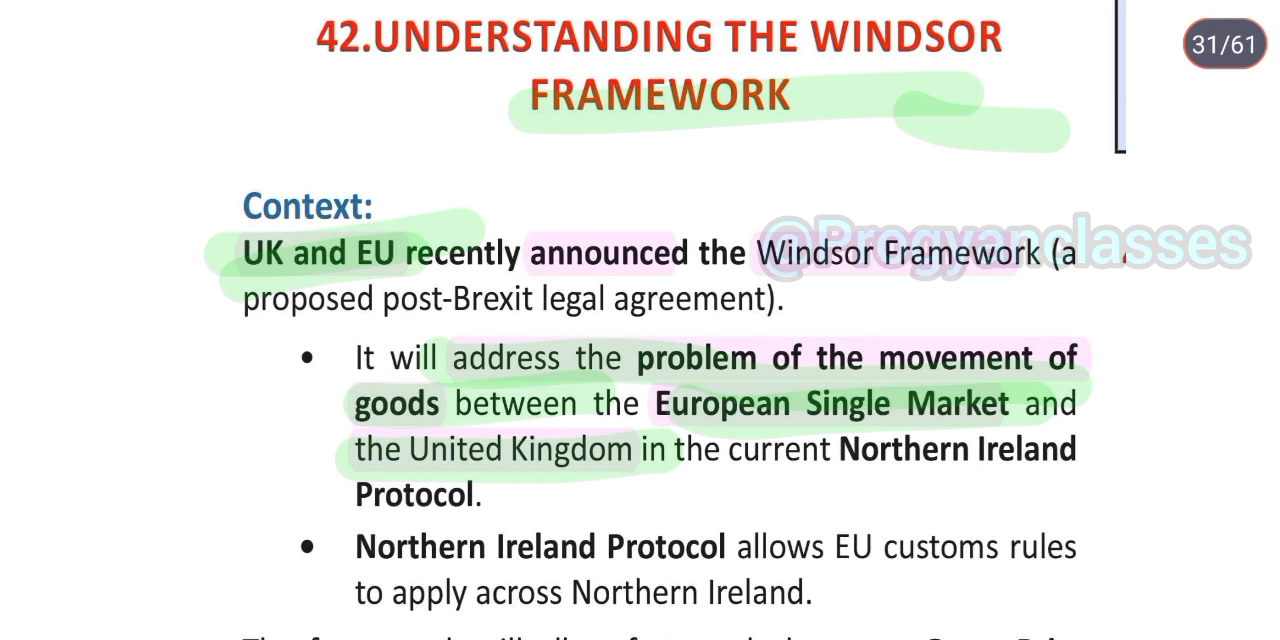 42.UNDERSTANDING THE WINDSOR
FRAMEWORK
31/61
Context:
@Pregyanclasses
UK and EU recently announced the Windsor Framework (a
proposed post-Brexit legal agreement).
• It will address the problem of the movement of
goods between the European Single Market and
the United Kingdom in the current Northern Ireland
Protocol.
• Northern Ireland Protocol allows EU customs rules
to apply across Northern Ireland.